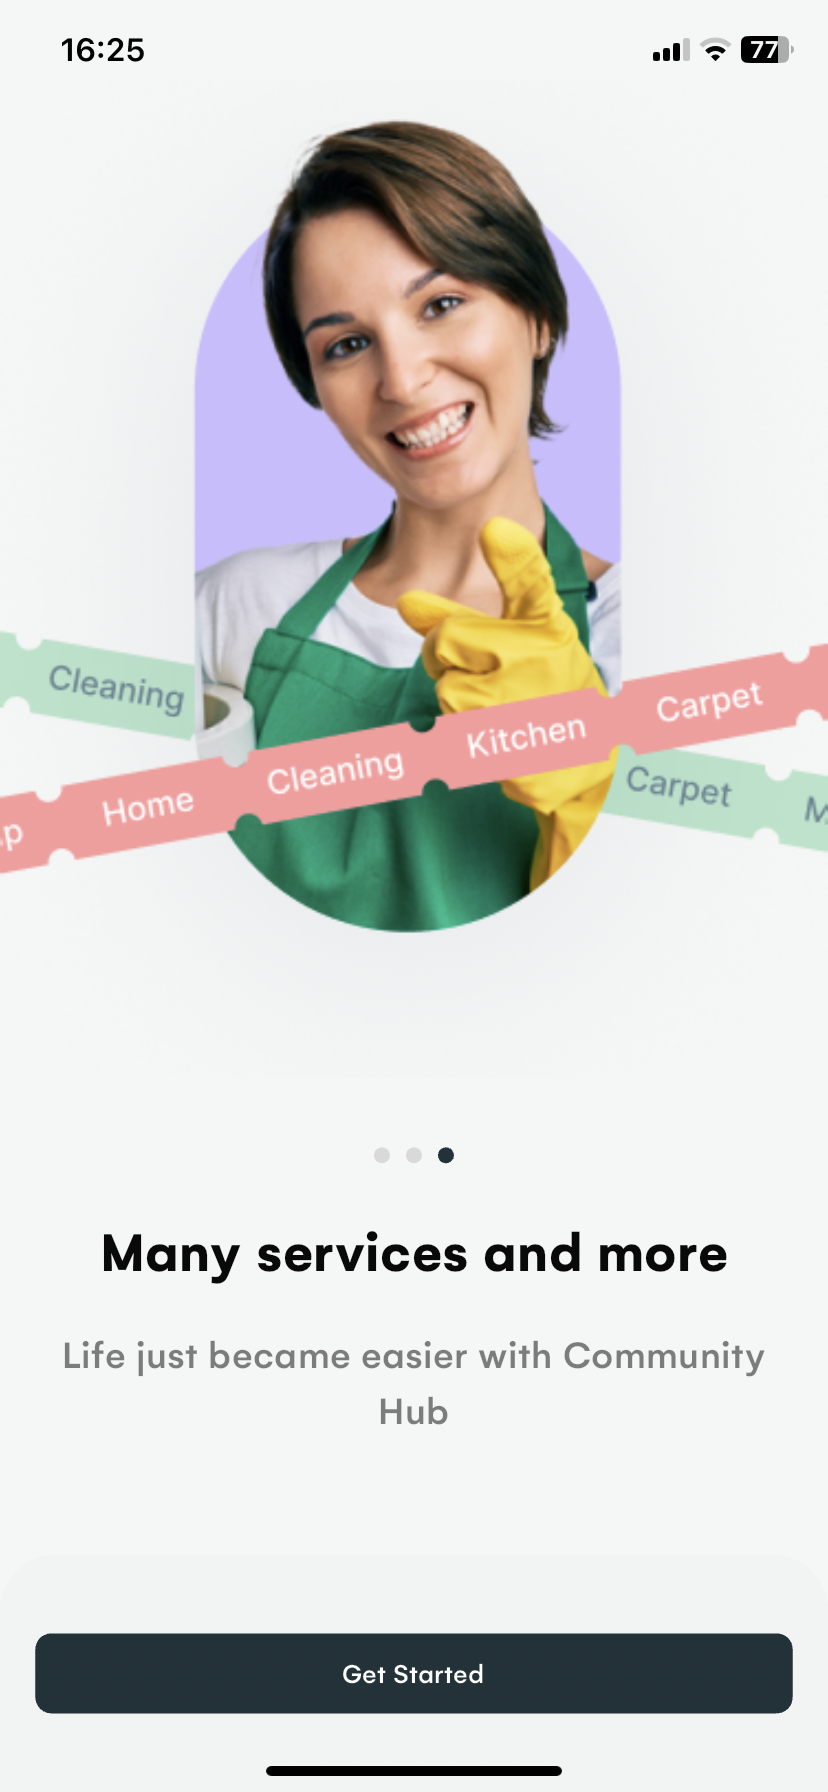 16:25
77
Cleaning
Carpet
Kitchen
Cleaning
Home
Carpet
Many services and more
Life just became easier with Community
Hub
Get Started